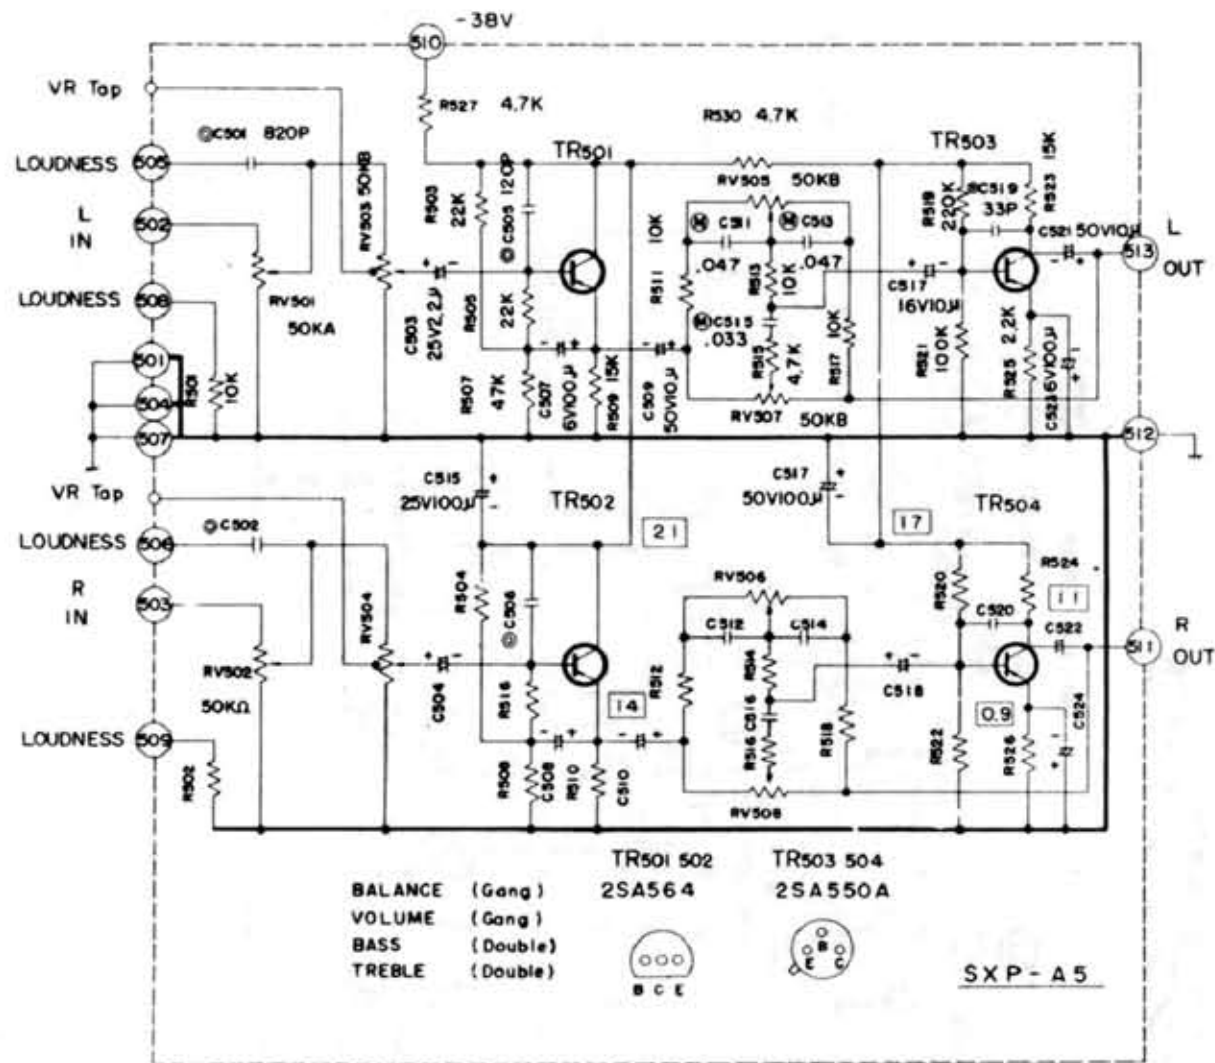 -38V
510
VR Tap
R527 4.7K
R530 4.7K
C501 820P
TR501
TR503
LOUDNESS 505
RV503 50KB
R503 22K
C505 120P
RV505 50KB
R519 220K
C519 33P
R523 15K
L IN 502
RV501 50KA
C503 25V2.2µ
R505 22K
R511 10K
M C511 .047
M C513 .047
R513 10K
C517 16V10µ
C521 50V10µ
513 L OUT
LOUDNESS 508
501
504
507
R501 10K
R507 47K
C507 6V100µ
R509 15K
C509 50V10µ
M C515 .033
R515 4.7K
R517 10K
RV507 50KB
R521 100K
R525 2.2K
C523 6V100µ
512
VR Tap
C515 25V100µ
TR502
C517 50V100µ
TR504
C502
21
17
LOUDNESS 506
R504
C506
RV506
R520
R524
11
R IN 503
RV504
C512
C514
C520
C522
511 R OUT
RV502 50KΩ
C504
R516
14
R512
R514
C516
C518
0.9
C524
LOUDNESS 509
R502
R508
C508
R510
C510
R516
R518
RV508
R522
R526
TR501 502
TR503 504
BALANCE (Gang)
2SA564
2SA550A
VOLUME (Gang)
BASS (Double)
TREBLE (Double)
B C E
E B C
SXP-A5